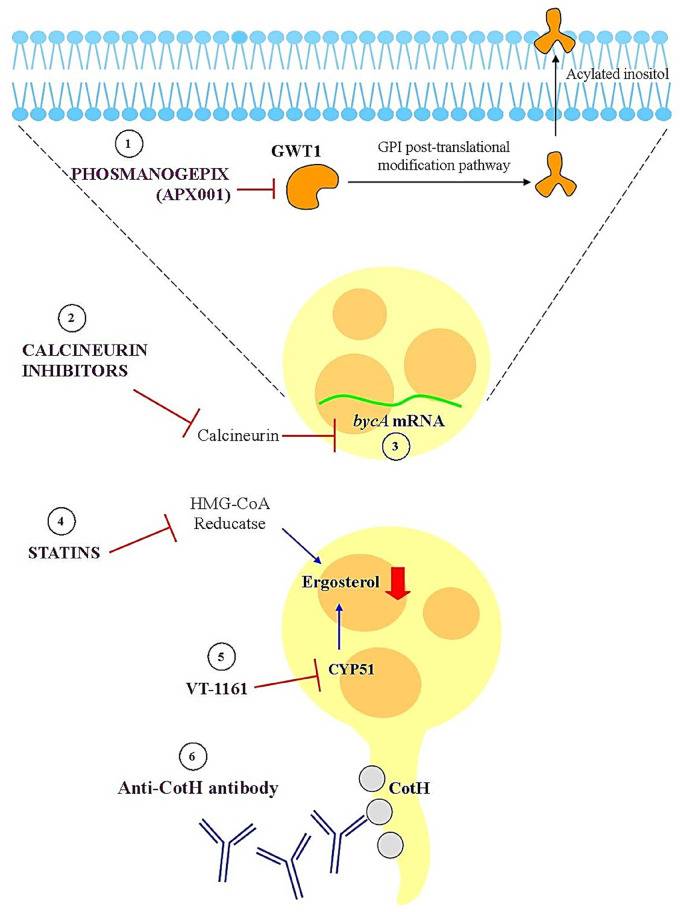 Acylated inositol
1
PHOSMANOGEPIX
(APX001)
GWT1
GPI post-translational
modification pathway
2
CALCINEURIN
INHIBITORS
Calcineurin
bycA mRNA
3
HMG-CoA
Reducatse
4
STATINS
Ergosterol
5
VT-1161
CYP51
6
Anti-CotH antibody
CotH